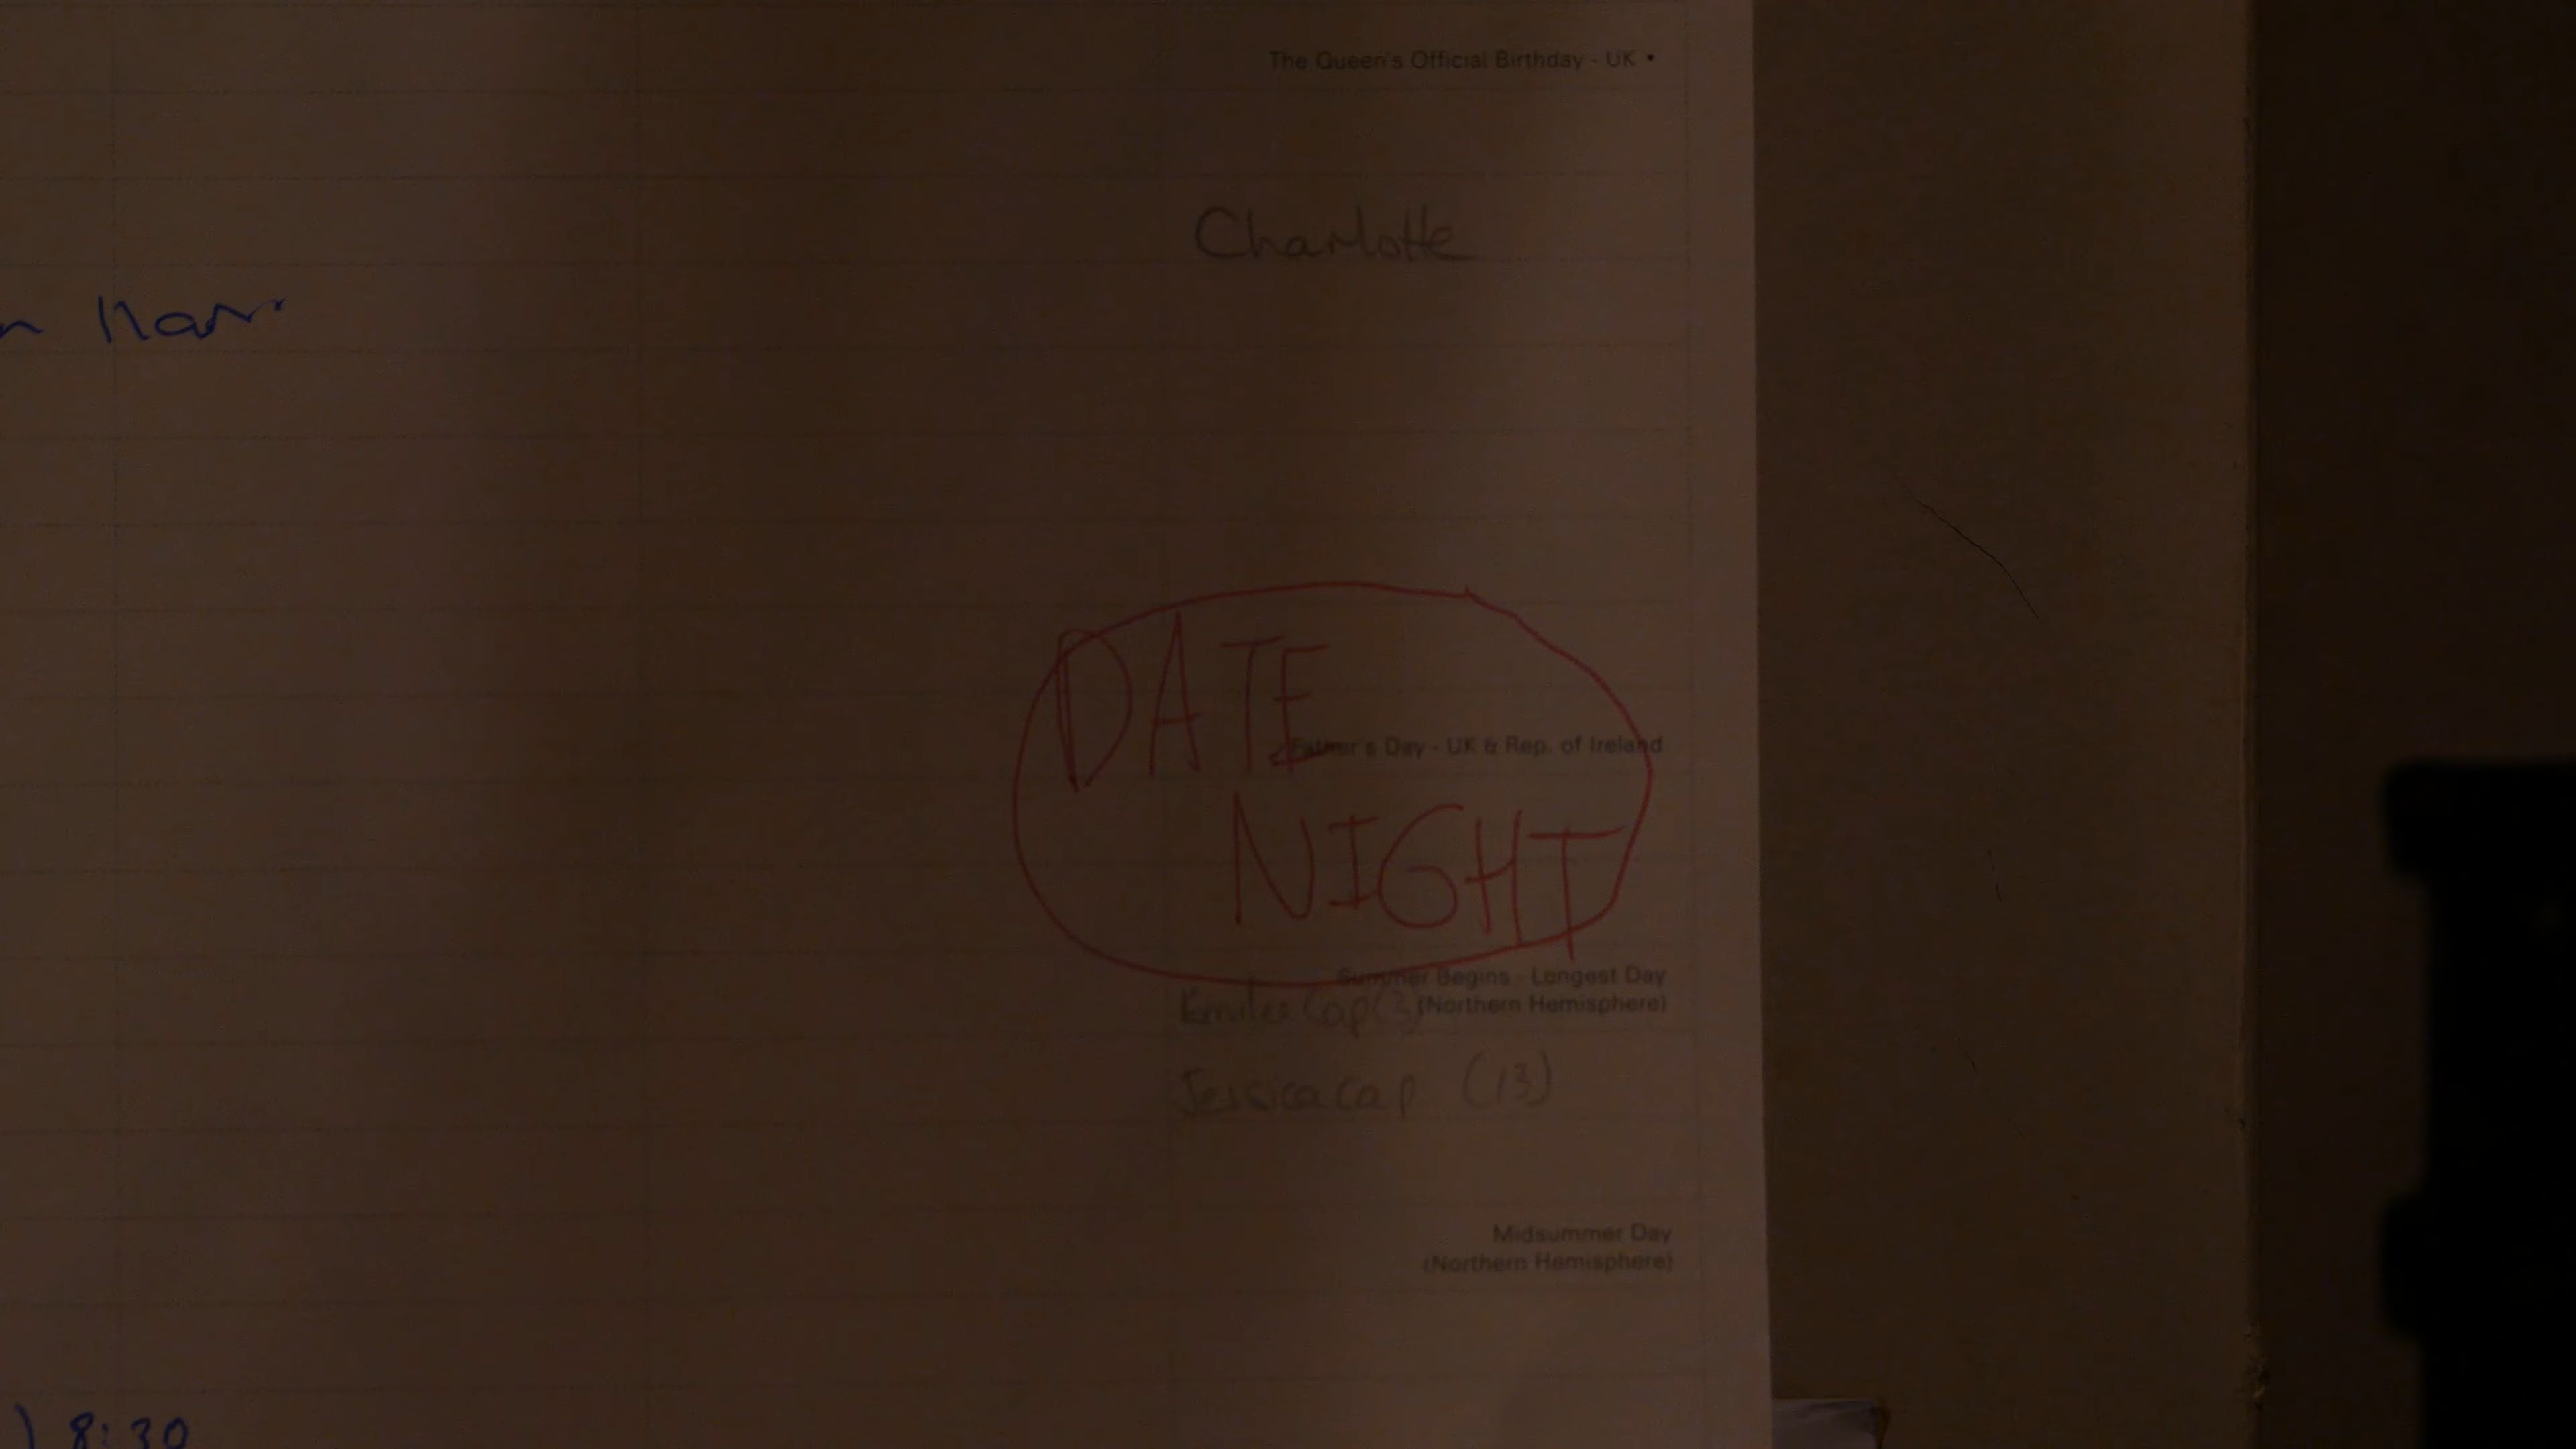 The Queen's Official Birthday - UK •
Charlotte
DATE
Father's Day - UK & Rep. of Ireland
NIGHT
Summer Begins - Longest Day
(Northern Hemisphere)
Cap
Jessica Cap (13)
Midsummer Day
(Northern Hemisphere)
8:30